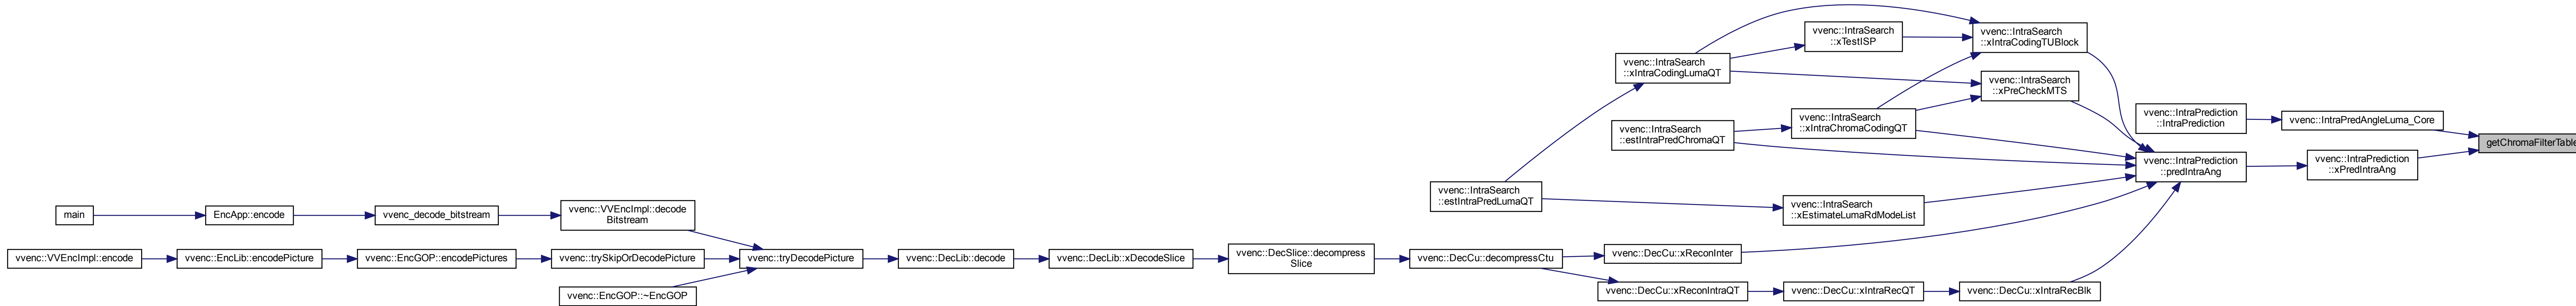 vvenc::IntraSearch
::xIntraCodingLumaQT
vvenc::IntraSearch
::xTestISP
vvenc::IntraSearch
::xIntraCodingTUBlock
vvenc::IntraSearch
::xPreCheckMTS
vvenc::IntraSearch
::estIntraPredChromaQT
vvenc::IntraSearch
::xIntraChromaCodingQT
vvenc::IntraPrediction
::IntraPrediction
vvenc::IntraPredAngleLuma_Core
getChromaFilterTable
vvenc::IntraPrediction
::predIntraAng
vvenc::IntraPrediction
::xPredIntraAng
vvenc::IntraSearch
::estIntraPredLumaQT
vvenc::IntraSearch
::xEstimateLumaRdModeList
main
EncApp::encode
vvenc_decode_bitstream
vvenc::VVEncImpl::decode
Bitstream
vvenc::VVEncImpl::encode
vvenc::EncLib::encodePicture
vvenc::EncGOP::encodePictures
vvenc::trySkipOrDecodePicture
vvenc::tryDecodePicture
vvenc::DecLib::decode
vvenc::DecLib::xDecodeSlice
vvenc::DecSlice::decompress
Slice
vvenc::DecCu::decompressCtu
vvenc::DecCu::xReconInter
vvenc::EncGOP::~EncGOP
vvenc::DecCu::xReconIntraQT
vvenc::DecCu::xIntraRecQT
vvenc::DecCu::xIntraRecBlk